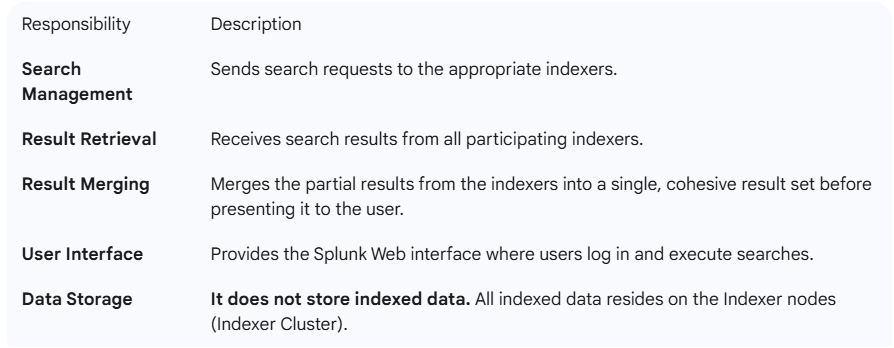 Responsibility Description
Search Management Sends search requests to the appropriate indexers.
Result Retrieval Receives search results from all participating indexers.
Result Merging Merges the partial results from the indexers into a single, cohesive result set before
presenting it to the user.
User Interface Provides the Splunk Web interface where users log in and execute searches.
Data Storage It does not store indexed data. All indexed data resides on the Indexer nodes
(Indexer Cluster).